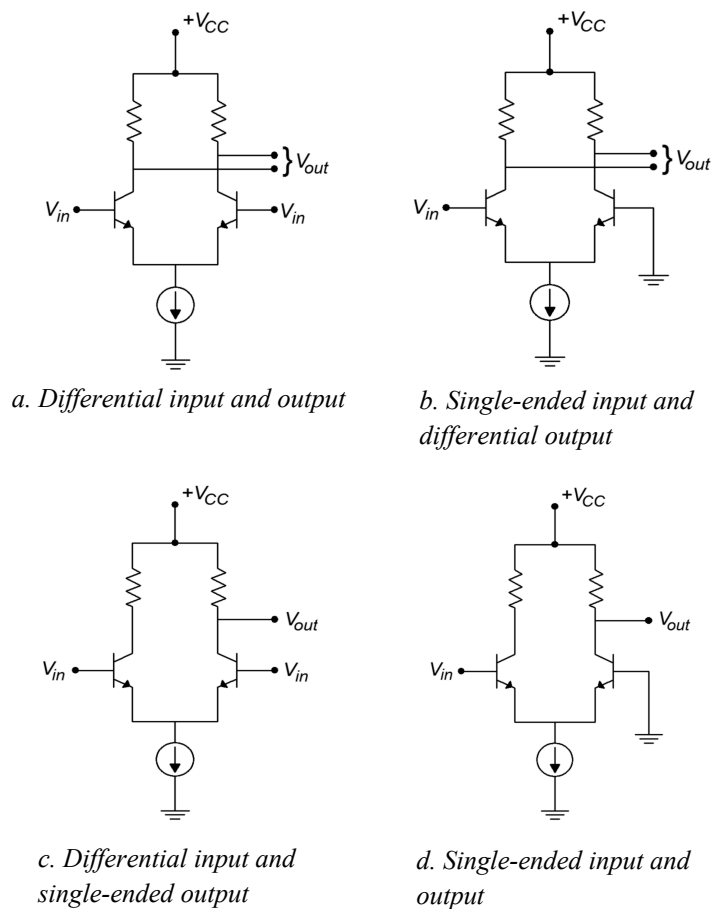 +VCC
+VCC
} Vout
} Vout
Vin
Vin
Vin
a. Differential input and output
b. Single-ended input and
differential output
+VCC
+VCC
Vout
Vout
Vin
Vin
Vin
c. Differential input and
single-ended output
d. Single-ended input and
output